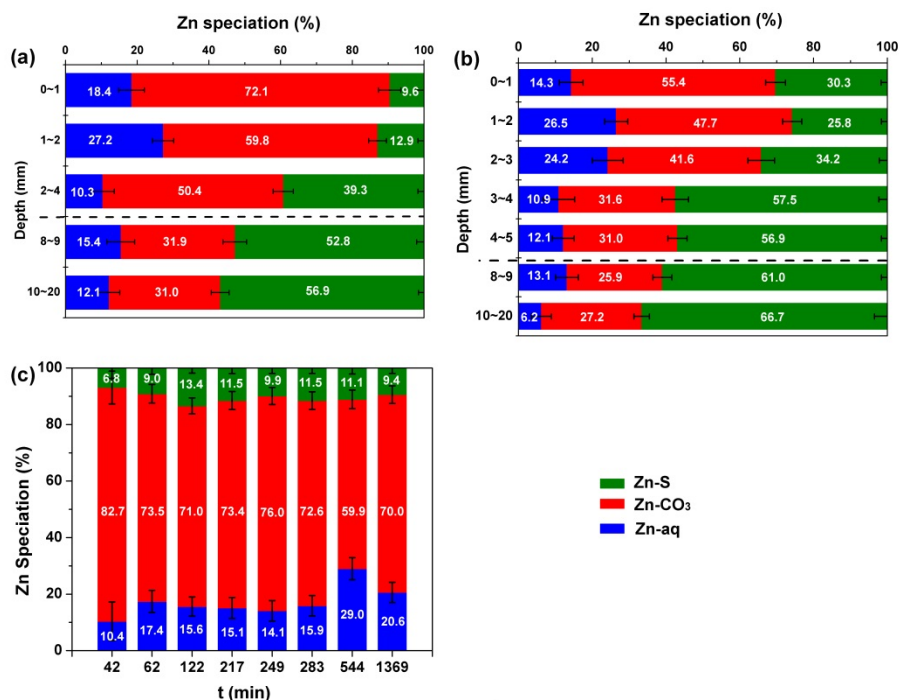 Zn speciation (%)
0 20 40 60 80 100
(a)
Depth (mm)
0~1 18.4 72.1 9.6
1~2 27.2 59.8 12.9
2~4 10.3 50.4 39.3
8~9 15.4 31.9 52.8
10~20 12.1 31.0 56.9
Zn speciation (%)
0 20 40 60 80 100
(b)
Depth (mm)
0~1 14.3 55.4 30.3
1~2 26.5 47.7 25.8
2~3 24.2 41.6 34.2
3~4 10.9 31.6 57.5
4~5 12.1 31.0 56.9
8~9 13.1 25.9 61.0
10~20 6.2 27.2 66.7
(c)
Zn Speciation (%)
100
80
60
40
20
0
6.8 9.0 13.4 11.5 9.9 11.5 11.1 9.4
82.7 73.5 71.0 73.4 76.0 72.6 59.9 70.0
10.4 17.4 15.6 15.1 14.1 15.9 29.0 20.6
42 62 122 217 249 283 544 1369
t (min)
Zn-S
Zn-CO₃
Zn-aq